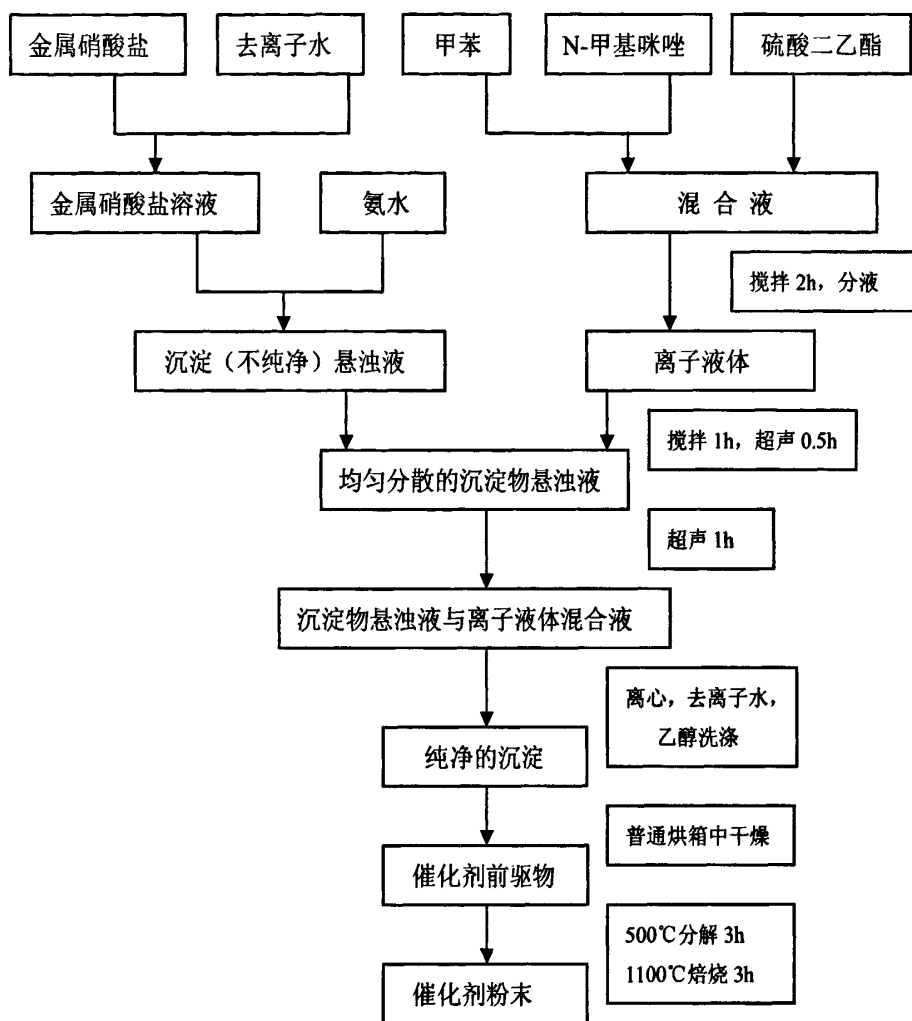 金属硝酸盐
去离子水
甲苯
N-甲基咪唑
硫酸二乙酯
金属硝酸盐溶液
氨水
混 合 液
搅拌 2h，分液
沉淀（不纯净）悬浊液
离子液体
搅拌 1h，超声 0.5h
均匀分散的沉淀物悬浊液
超声 1h
沉淀物悬浊液与离子液体混合液
离心，去离子水，
乙醇洗涤
纯净的沉淀
普通烘箱中干燥
催化剂前驱物
500℃分解 3h
1100℃焙烧 3h
催化剂粉末